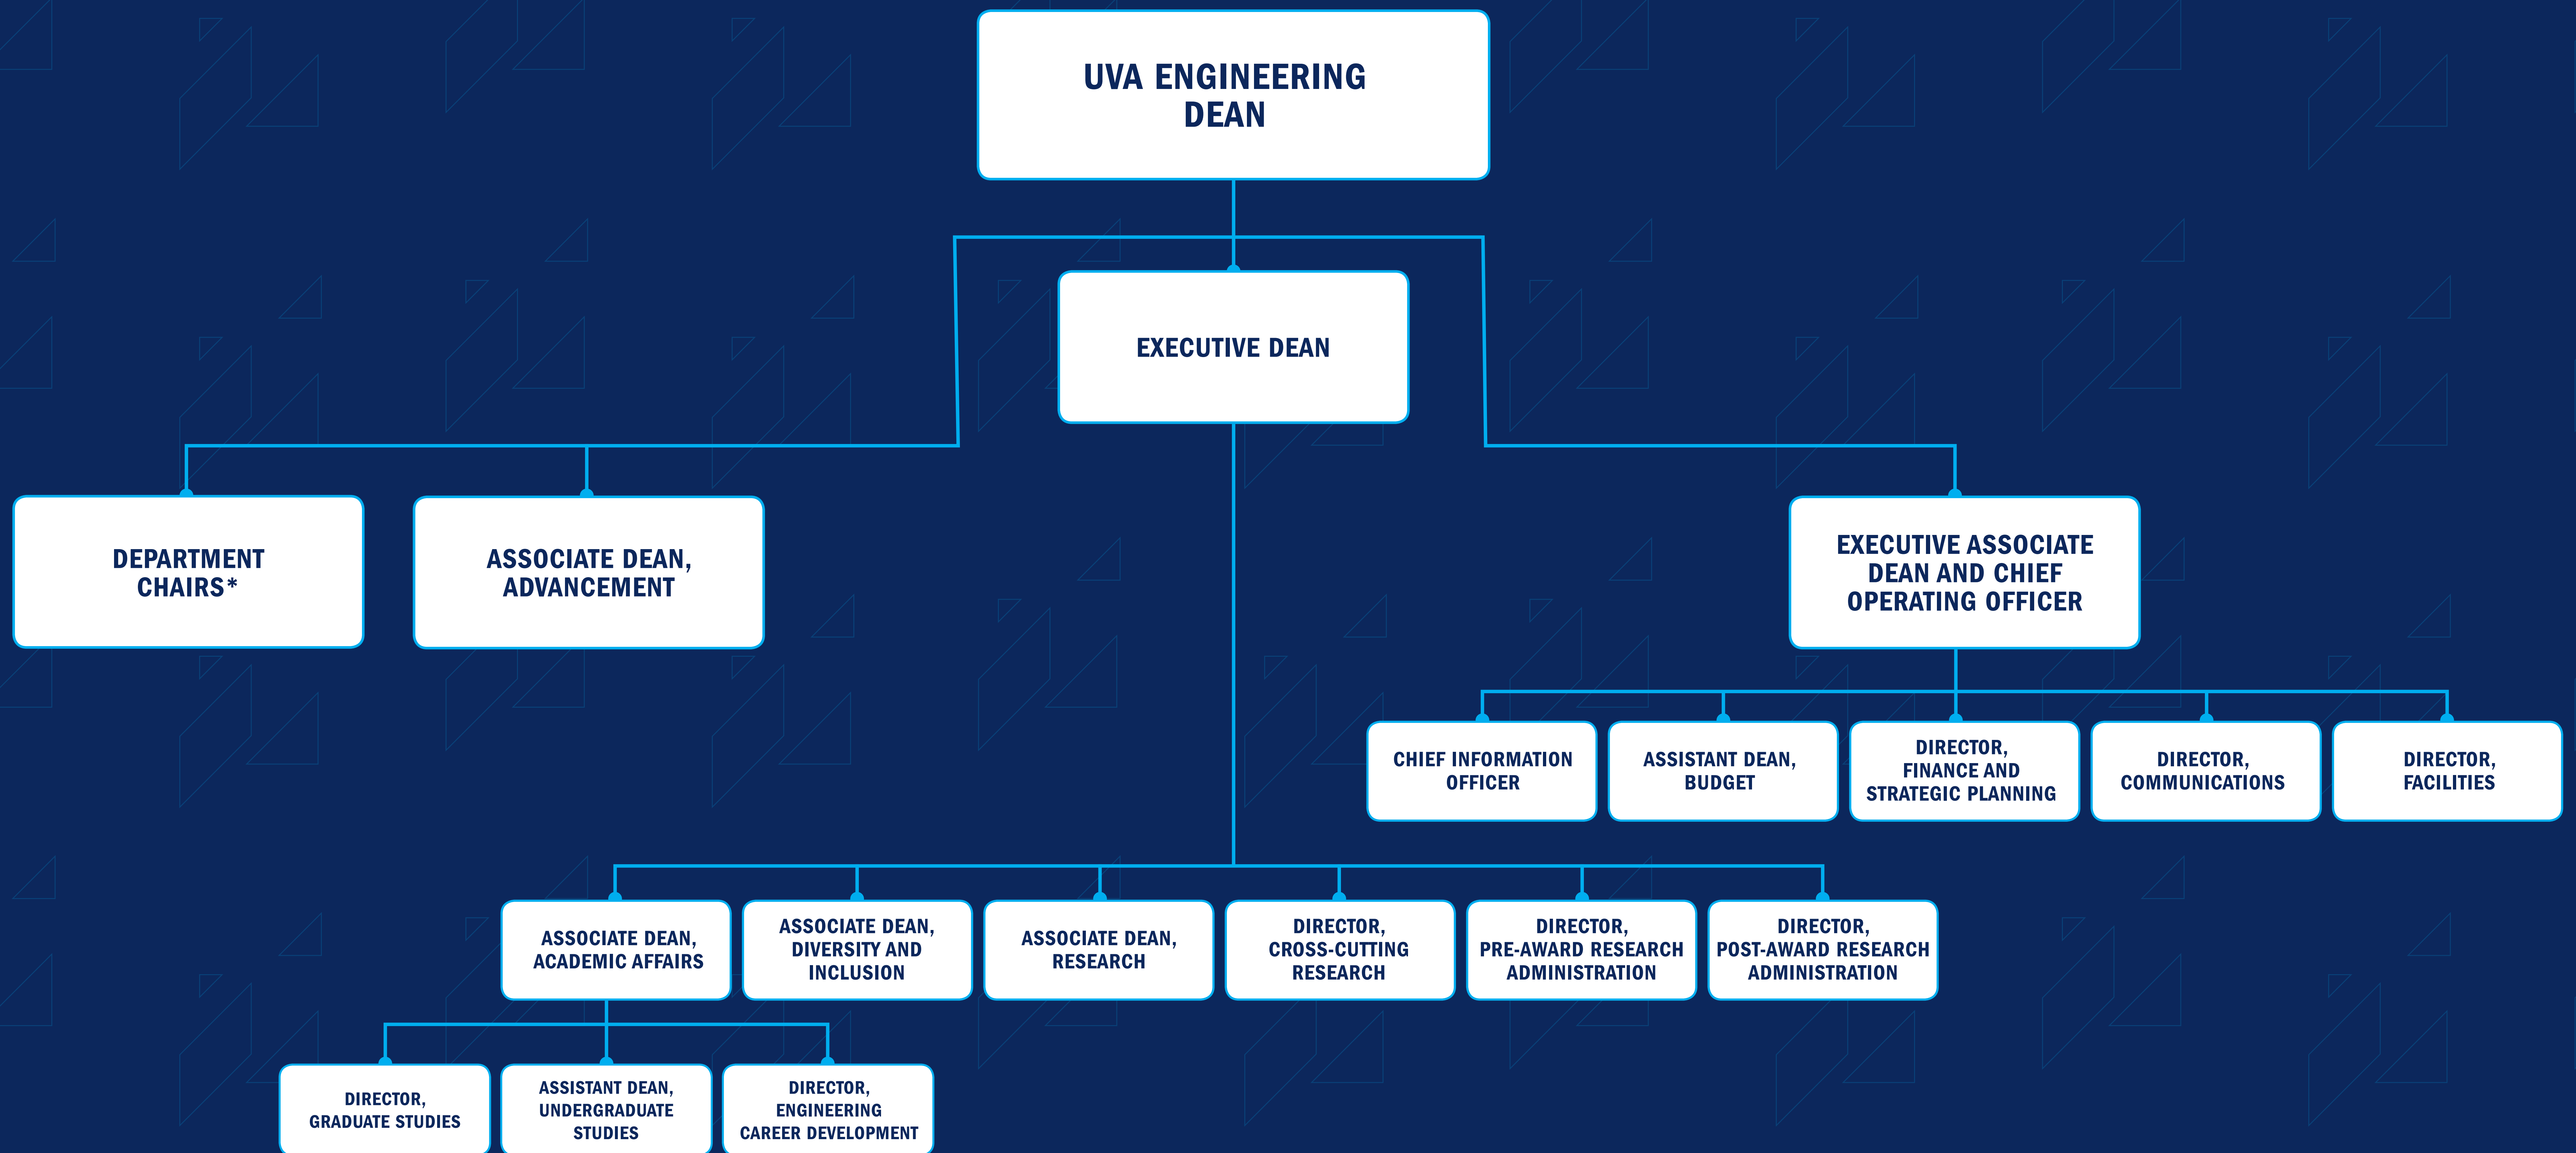 UVA ENGINEERING
DEAN
EXECUTIVE DEAN
DEPARTMENT
CHAIRS*
ASSOCIATE DEAN,
ADVANCEMENT
EXECUTIVE ASSOCIATE
DEAN AND CHIEF
OPERATING OFFICER
CHIEF INFORMATION
OFFICER
ASSISTANT DEAN,
BUDGET
DIRECTOR,
FINANCE AND
STRATEGIC PLANNING
DIRECTOR,
COMMUNICATIONS
DIRECTOR,
FACILITIES
ASSOCIATE DEAN,
ACADEMIC AFFAIRS
ASSOCIATE DEAN,
DIVERSITY AND
INCLUSION
ASSOCIATE DEAN,
RESEARCH
DIRECTOR,
CROSS-CUTTING
RESEARCH
DIRECTOR,
PRE-AWARD RESEARCH
ADMINISTRATION
DIRECTOR,
POST-AWARD RESEARCH
ADMINISTRATION
DIRECTOR,
GRADUATE STUDIES
ASSISTANT DEAN,
UNDERGRADUATE
STUDIES
DIRECTOR,
ENGINEERING
CAREER DEVELOPMENT